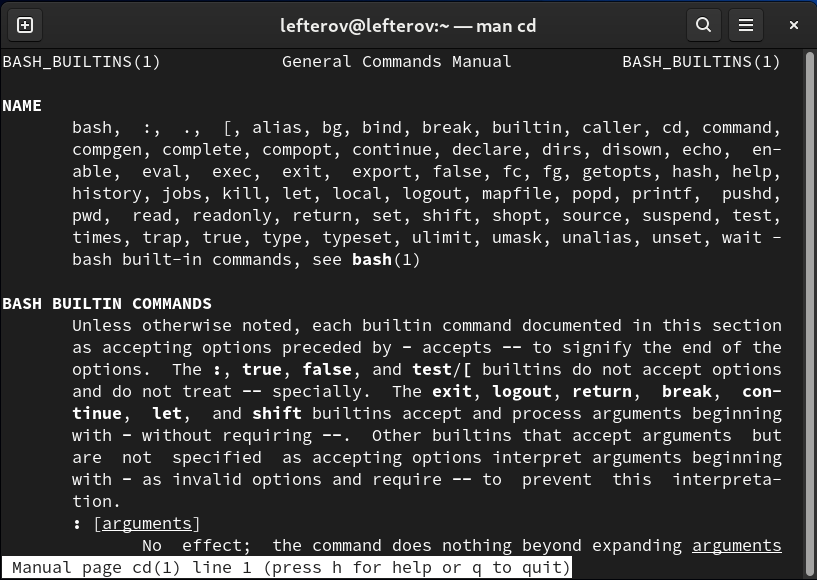 lefterov@lefterov:~ — man cd
BASH_BUILTINS(1) General Commands Manual BASH_BUILTINS(1)
NAME
bash, :, ., [, alias, bg, bind, break, builtin, caller, cd, command,
compgen, complete, compopt, continue, declare, dirs, disown, echo, en-
able, eval, exec, exit, export, false, fc, fg, getopts, hash, help,
history, jobs, kill, let, local, logout, mapfile, popd, printf, pushd,
pwd, read, readonly, return, set, shift, shopt, source, suspend, test,
times, trap, true, type, typeset, ulimit, umask, unalias, unset, wait -
bash built-in commands, see bash(1)
BASH BUILTIN COMMANDS
Unless otherwise noted, each builtin command documented in this section
as accepting options preceded by - accepts -- to signify the end of the
options. The :, true, false, and test/[ builtins do not accept options
and do not treat -- specially. The exit, logout, return, break, con-
tinue, let, and shift builtins accept and process arguments beginning
with - without requiring --. Other builtins that accept arguments but
are not specified as accepting options interpret arguments beginning
with - as invalid options and require -- to prevent this interpreta-
tion.
: [arguments]
No effect; the command does nothing beyond expanding arguments
Manual page cd(1) line 1 (press h for help or q to quit)